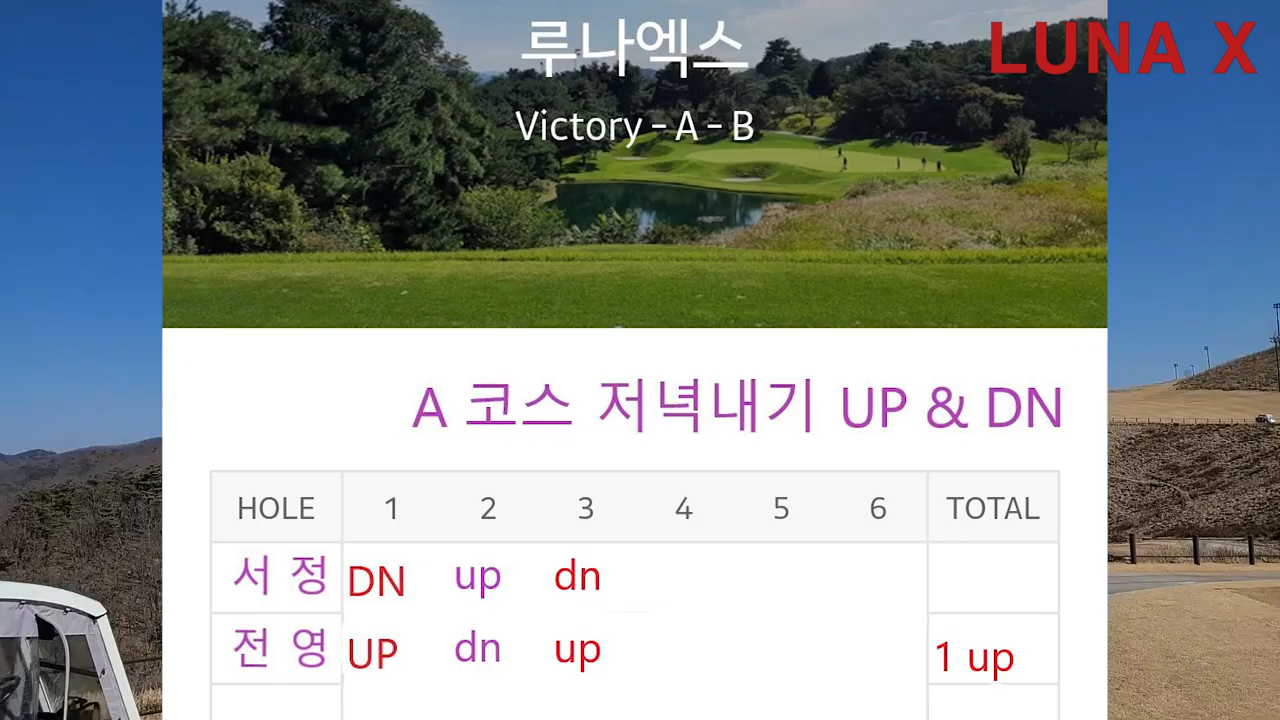 루나엑스
LUNA X
Victory - A - B
A 코스 저녁내기 UP & DN
HOLE 1 2 3 4 5 6 TOTAL
서 정 DN up dn
전 영 UP dn up 1 up